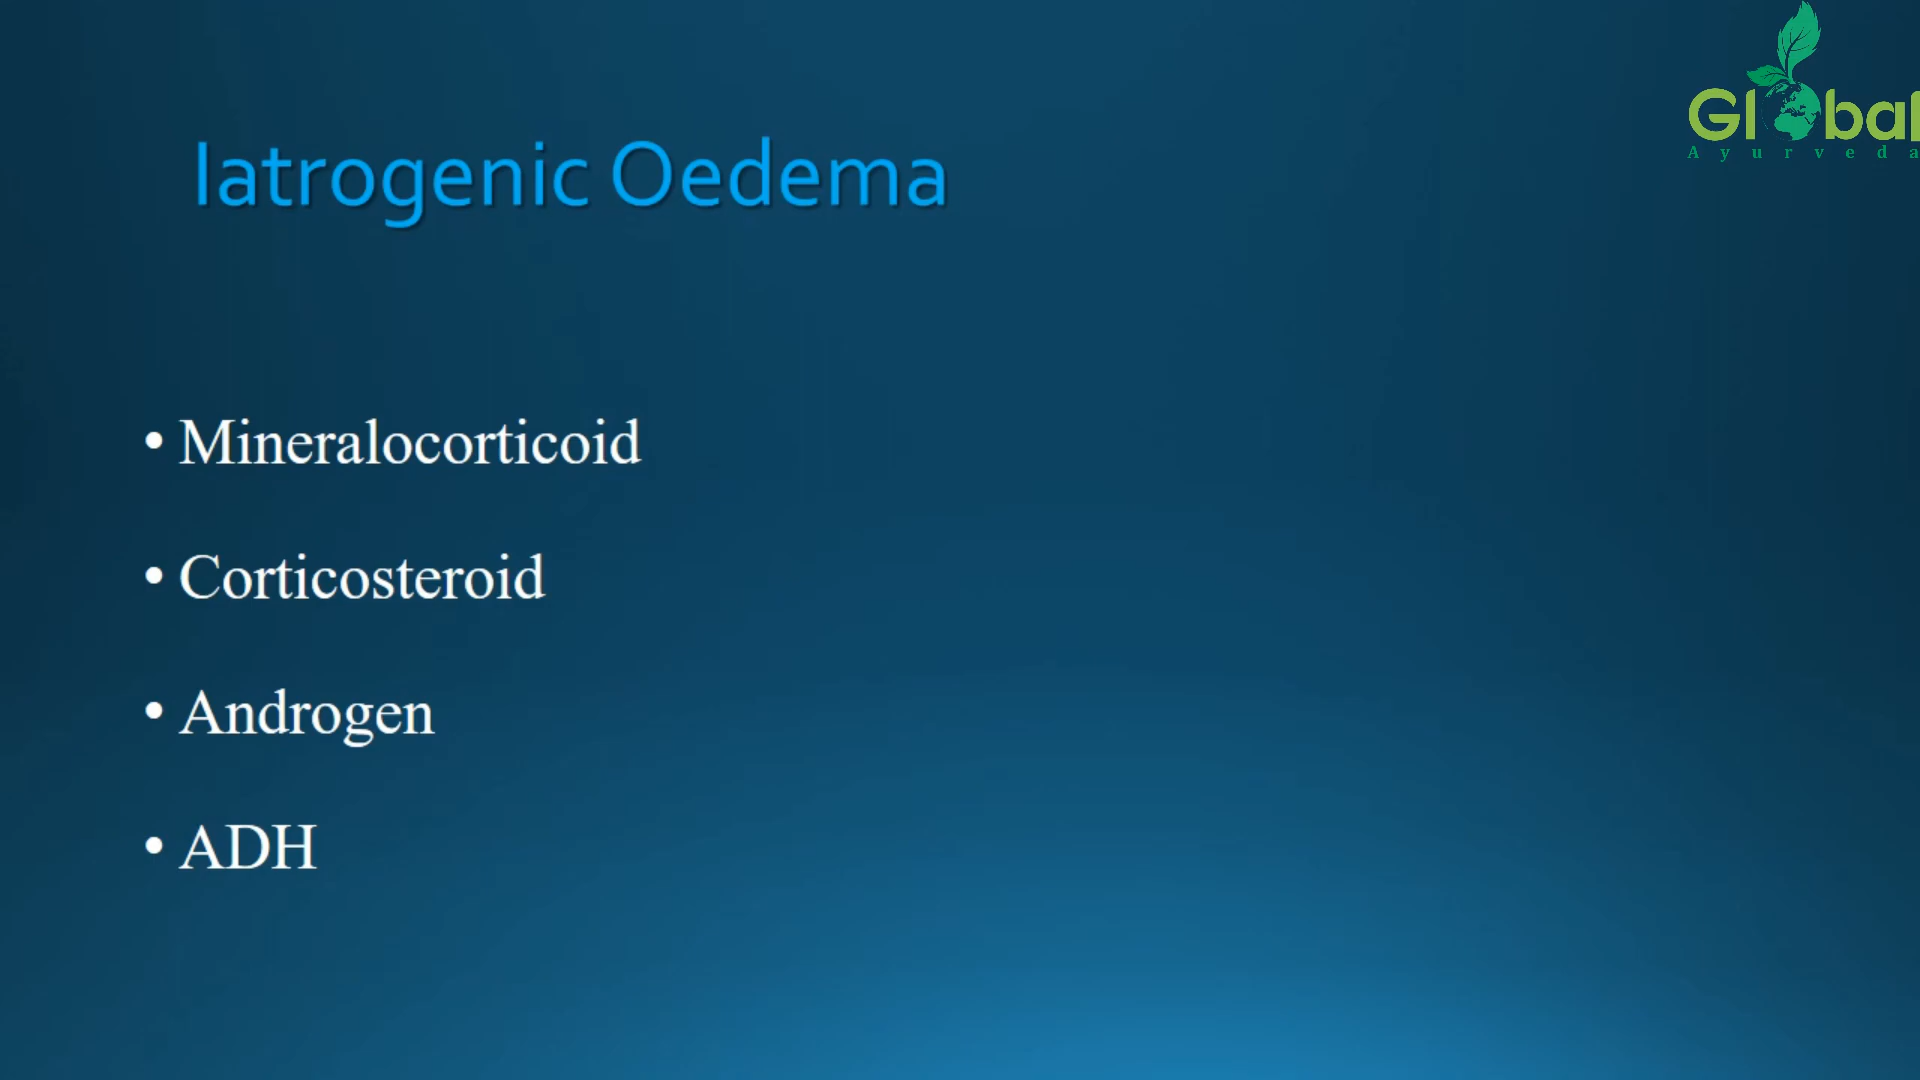 Global
Ayurveda
Iatrogenic Oedema
• Mineralocorticoid
• Corticosteroid
• Androgen
• ADH